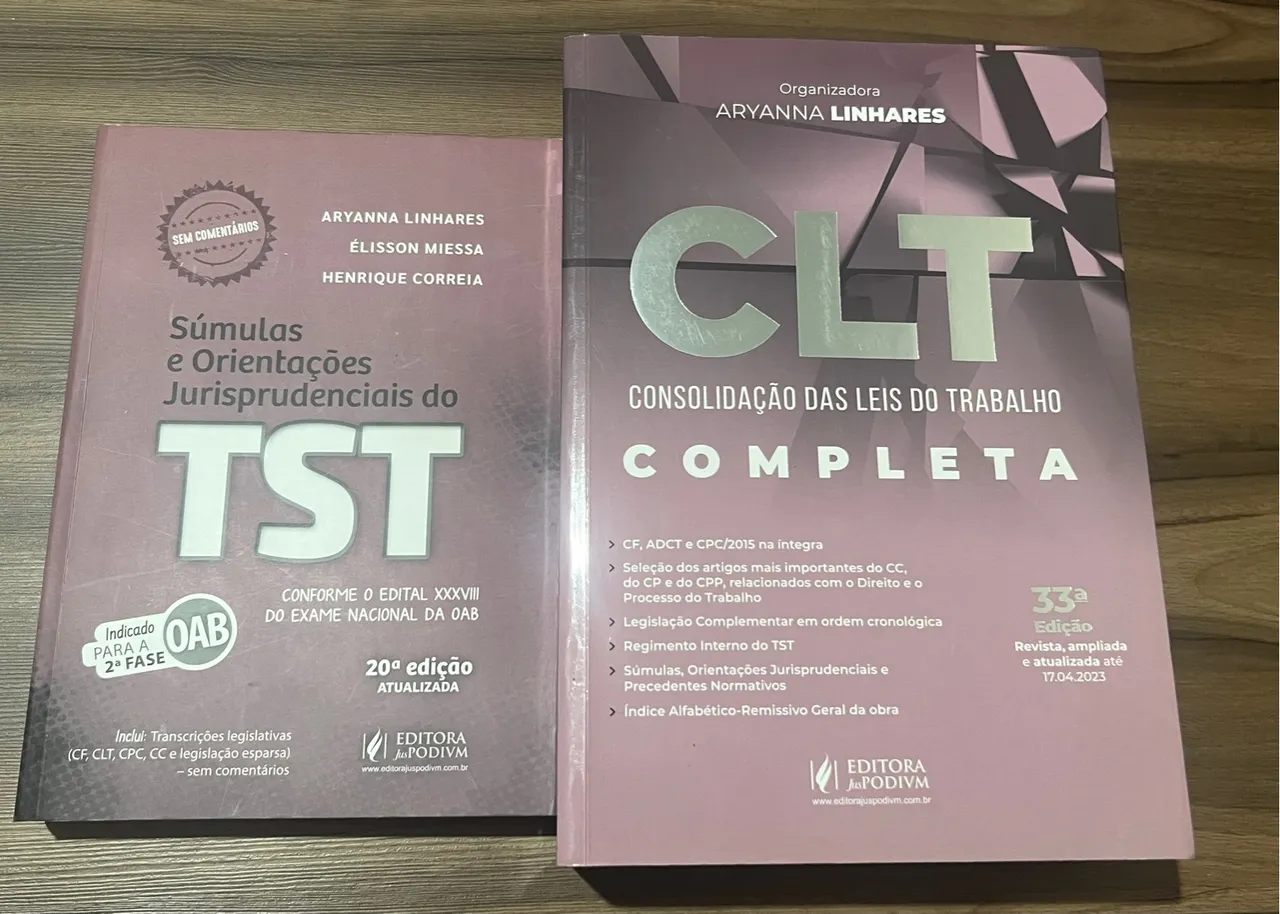 SEM COMENTÁRIOS
ARYANNA LINHARES
ÉLISSON MIESSA
HENRIQUE CORREIA
Súmulas
e Orientações
Jurisprudenciais do
TST
CONFORME O EDITAL XXXVIII
DO EXAME NACIONAL DA OAB
Indicado
PARA A
2ª FASE
OAB
20ª edição
ATUALIZADA
Inclui: Transcrições legislativas
(CF, CLT, CPC, CC e legislação esparsa)
– sem comentários
EDITORA
JusPODIVM
www.editorajuspodivm.com.br
Organizadora
ARYANNA LINHARES
CLT
CONSOLIDAÇÃO DAS LEIS DO TRABALHO
COMPLETA
› CF, ADCT e CPC/2015 na íntegra
› Seleção dos artigos mais importantes do CC,
do CP e do CPP, relacionados com o Direito e o
Processo do Trabalho
› Legislação Complementar em ordem cronológica
› Regimento Interno do TST
› Súmulas, Orientações Jurisprudenciais e
Precedentes Normativos
› Índice Alfabético-Remissivo Geral da obra
33ª
Edição
Revista, ampliada
e atualizada até
17.04.2023
EDITORA
JusPODIVM
www.editorajuspodivm.com.br